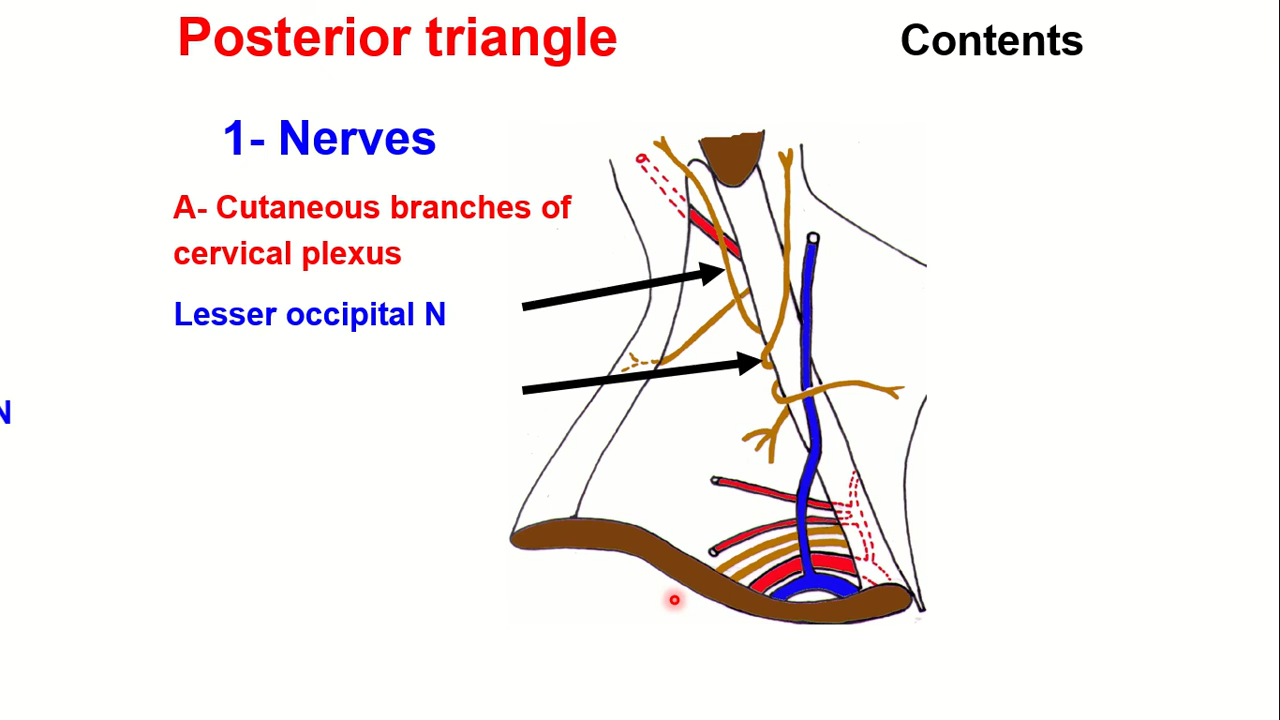 Posterior triangle
Contents
1- Nerves
A- Cutaneous branches of
cervical plexus
Lesser occipital N
N